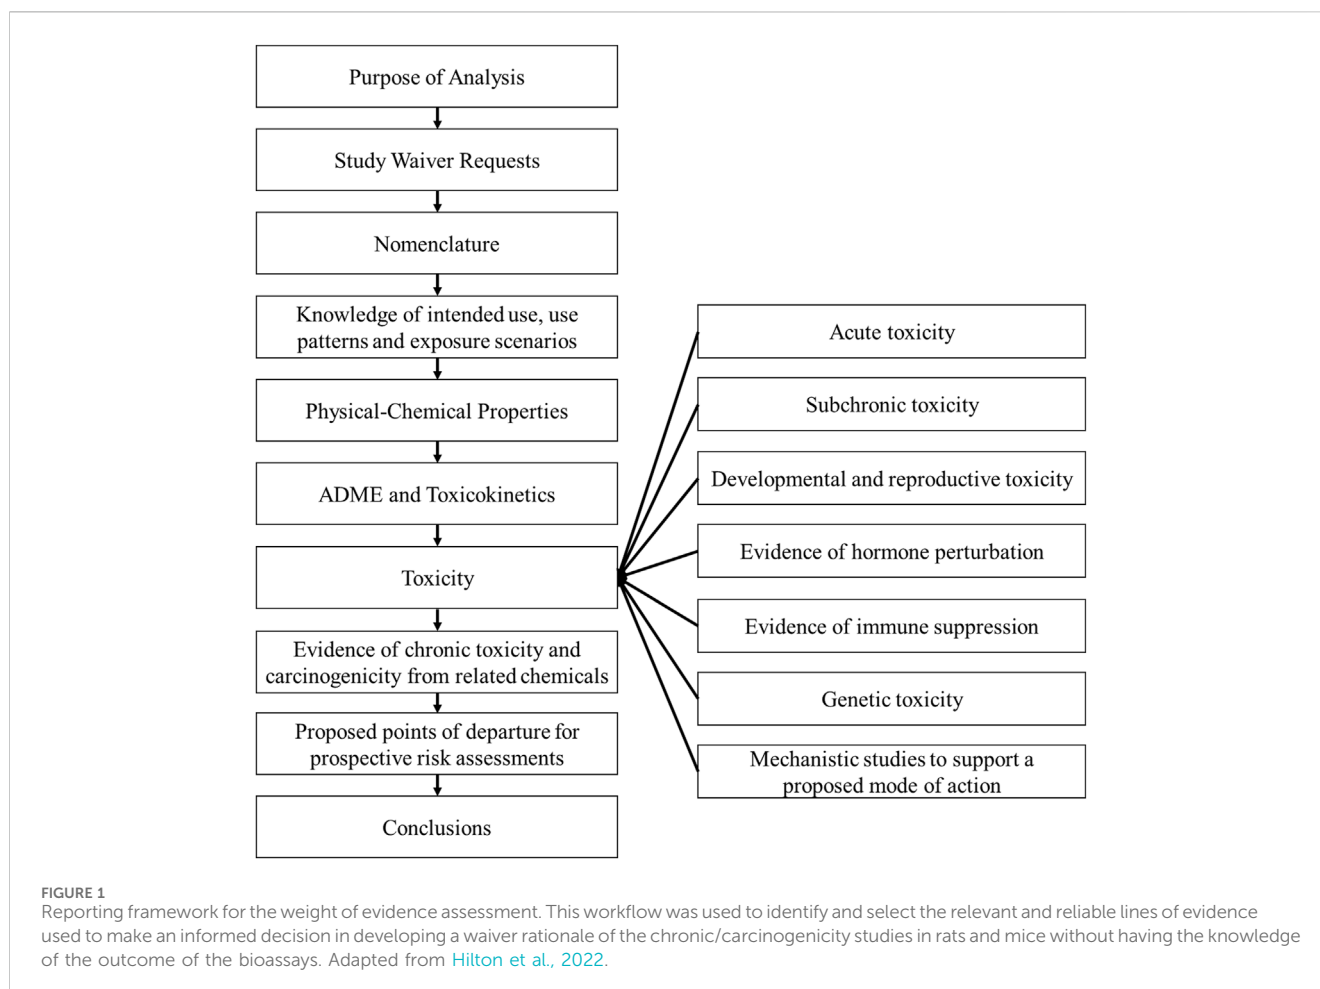 Purpose of Analysis
Study Waiver Requests
Nomenclature
Knowledge of intended use, use
patterns and exposure scenarios
Physical-Chemical Properties
ADME and Toxicokinetics
Toxicity
Evidence of chronic toxicity and
carcinogenicity from related chemicals
Proposed points of departure for
prospective risk assessments
Conclusions
Acute toxicity
Subchronic toxicity
Developmental and reproductive toxicity
Evidence of hormone perturbation
Evidence of immune suppression
Genetic toxicity
Mechanistic studies to support a
proposed mode of action
FIGURE 1
Reporting framework for the weight of evidence assessment. This workflow was used to identify and select the relevant and reliable lines of evidence
used to make an informed decision in developing a waiver rationale of the chronic/carcinogenicity studies in rats and mice without having the knowledge
of the outcome of the bioassays. Adapted from Hilton et al., 2022.